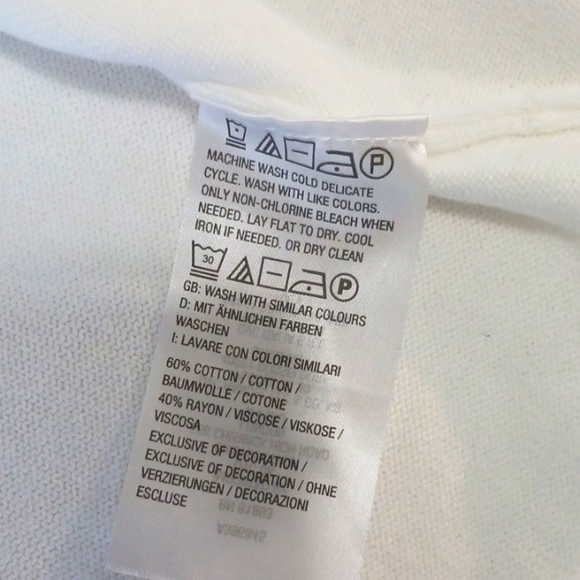 P
MACHINE WASH COLD DELICATE
CYCLE. WASH WITH LIKE COLORS.
ONLY NON-CHLORINE BLEACH WHEN
NEEDED. LAY FLAT TO DRY. COOL
IRON IF NEEDED. OR DRY CLEAN
30 P
GB: WASH WITH SIMILAR COLOURS
D: MIT ÄHNLICHEN FARBEN
WASCHEN
I: LAVARE CON COLORI SIMILARI
60% COTTON / COTTON /
BAUMWOLLE / COTONE
40% RAYON / VISCOSE / VISKOSE /
VISCOSA
EXCLUSIVE OF DECORATION /
EXCLUSIVE OF DECORATION / OHNE
VERZIERUNGEN / DECORAZIONI
ESCLUSE